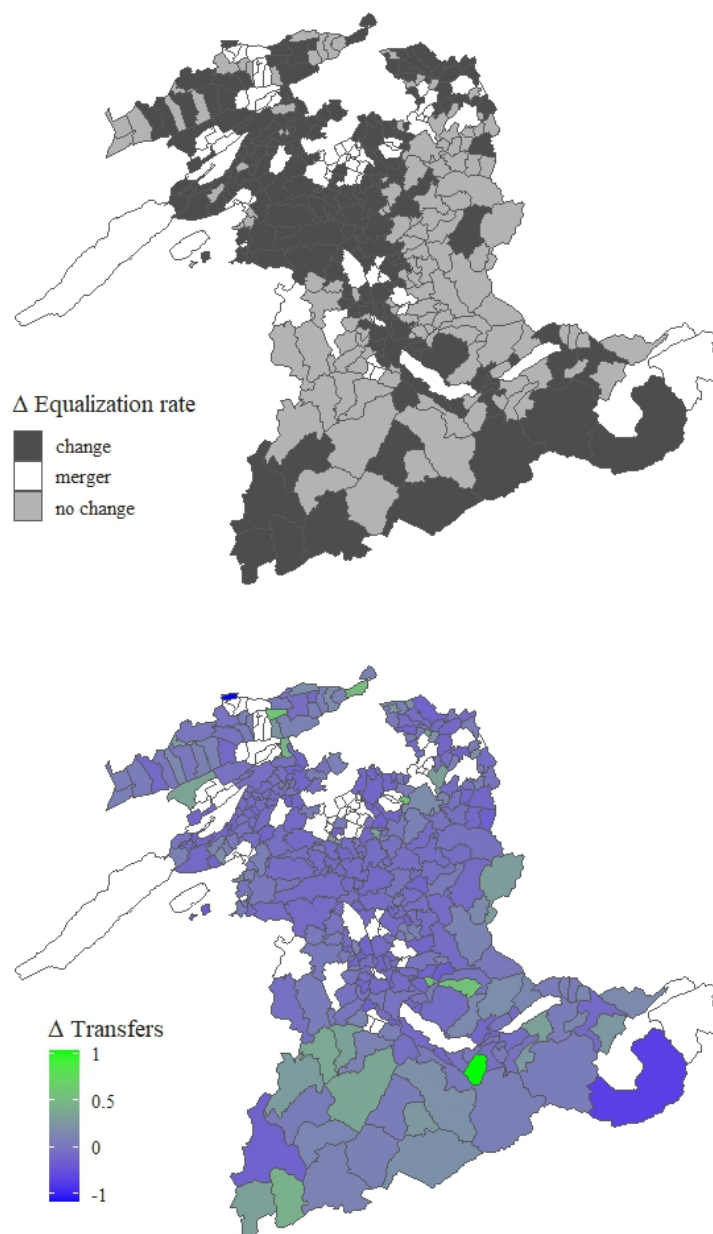 Δ Equalization rate
change
merger
no change
Δ Transfers
1
0.5
0
-1